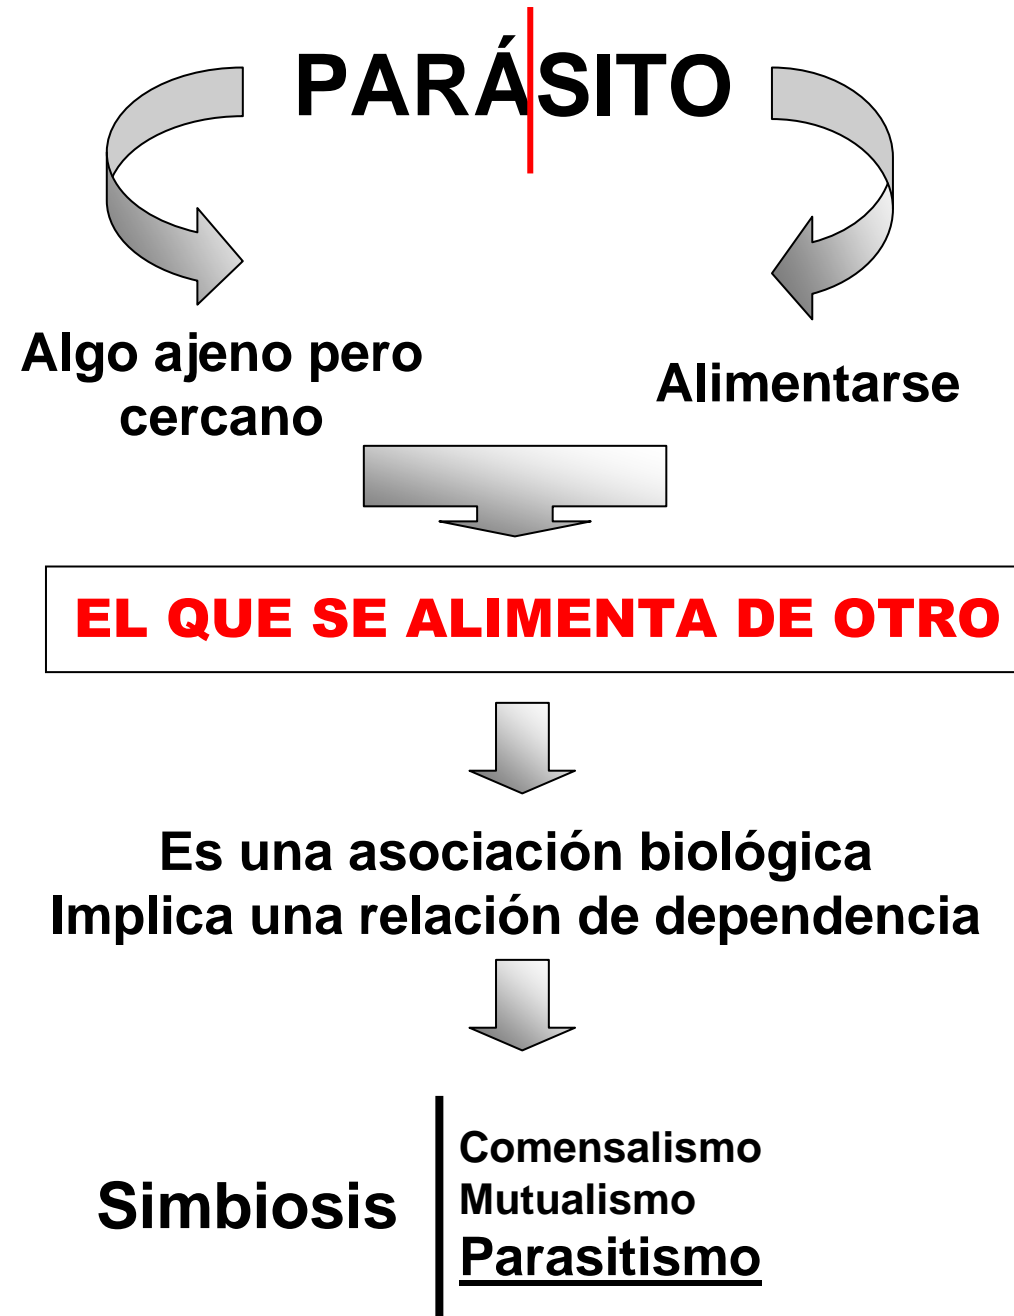 PARÁSITO
Algo ajeno pero
cercano
Alimentarse
EL QUE SE ALIMENTA DE OTRO
Es una asociación biológica
Implica una relación de dependencia
Simbiosis
Comensalismo
Mutualismo
Parasitismo